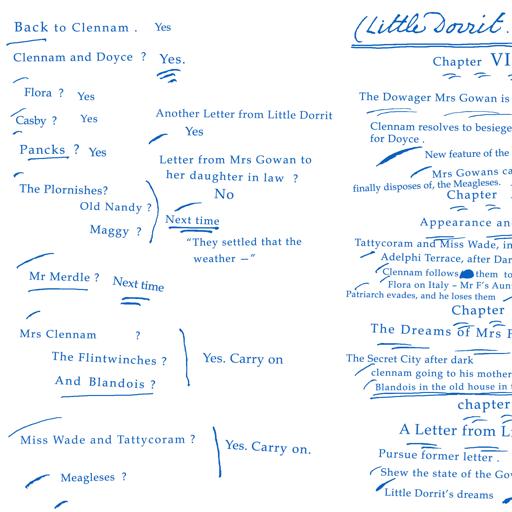 Back to Clennam . Yes
Clennam and Doyce ? Yes.
Flora ? Yes
Casby ? Yes
Pancks ? Yes
Another Letter from Little Dorrit
Yes
Letter from Mrs Gowan to
her daughter in law ?
No
The Plornishes?
Old Nandy ?
Maggy ?
Next time
"They settled that the
weather —"
Mr Merdle ? Next time
Mrs Clennam ?
The Flintwinches ?
And Blandois ?
Yes. Carry on
Miss Wade and Tattycoram ?
Yes. Carry on.
Meagleses ?
(Little Dorrit.
Chapter VI
The Dowager Mrs Gowan is
Clennam resolves to besiege
for Doyce .
New feature of the
Mrs Gowans ca
finally disposes of, the Meagleses.
Chapter
Appearance and
Tattycoram and Miss Wade, in
Adelphi Terrace, after Dar
Clennam follows them to
Flora on Italy – Mr F's Aun
Patriarch evades, and he loses them
Chapter
The Dreams of Mrs F
The Secret City after dark
clennam going to his mother
Blandois in the old house in t
chapter
A Letter from Li
Pursue former letter .
Shew the state of the Gow
Little Dorrit's dreams